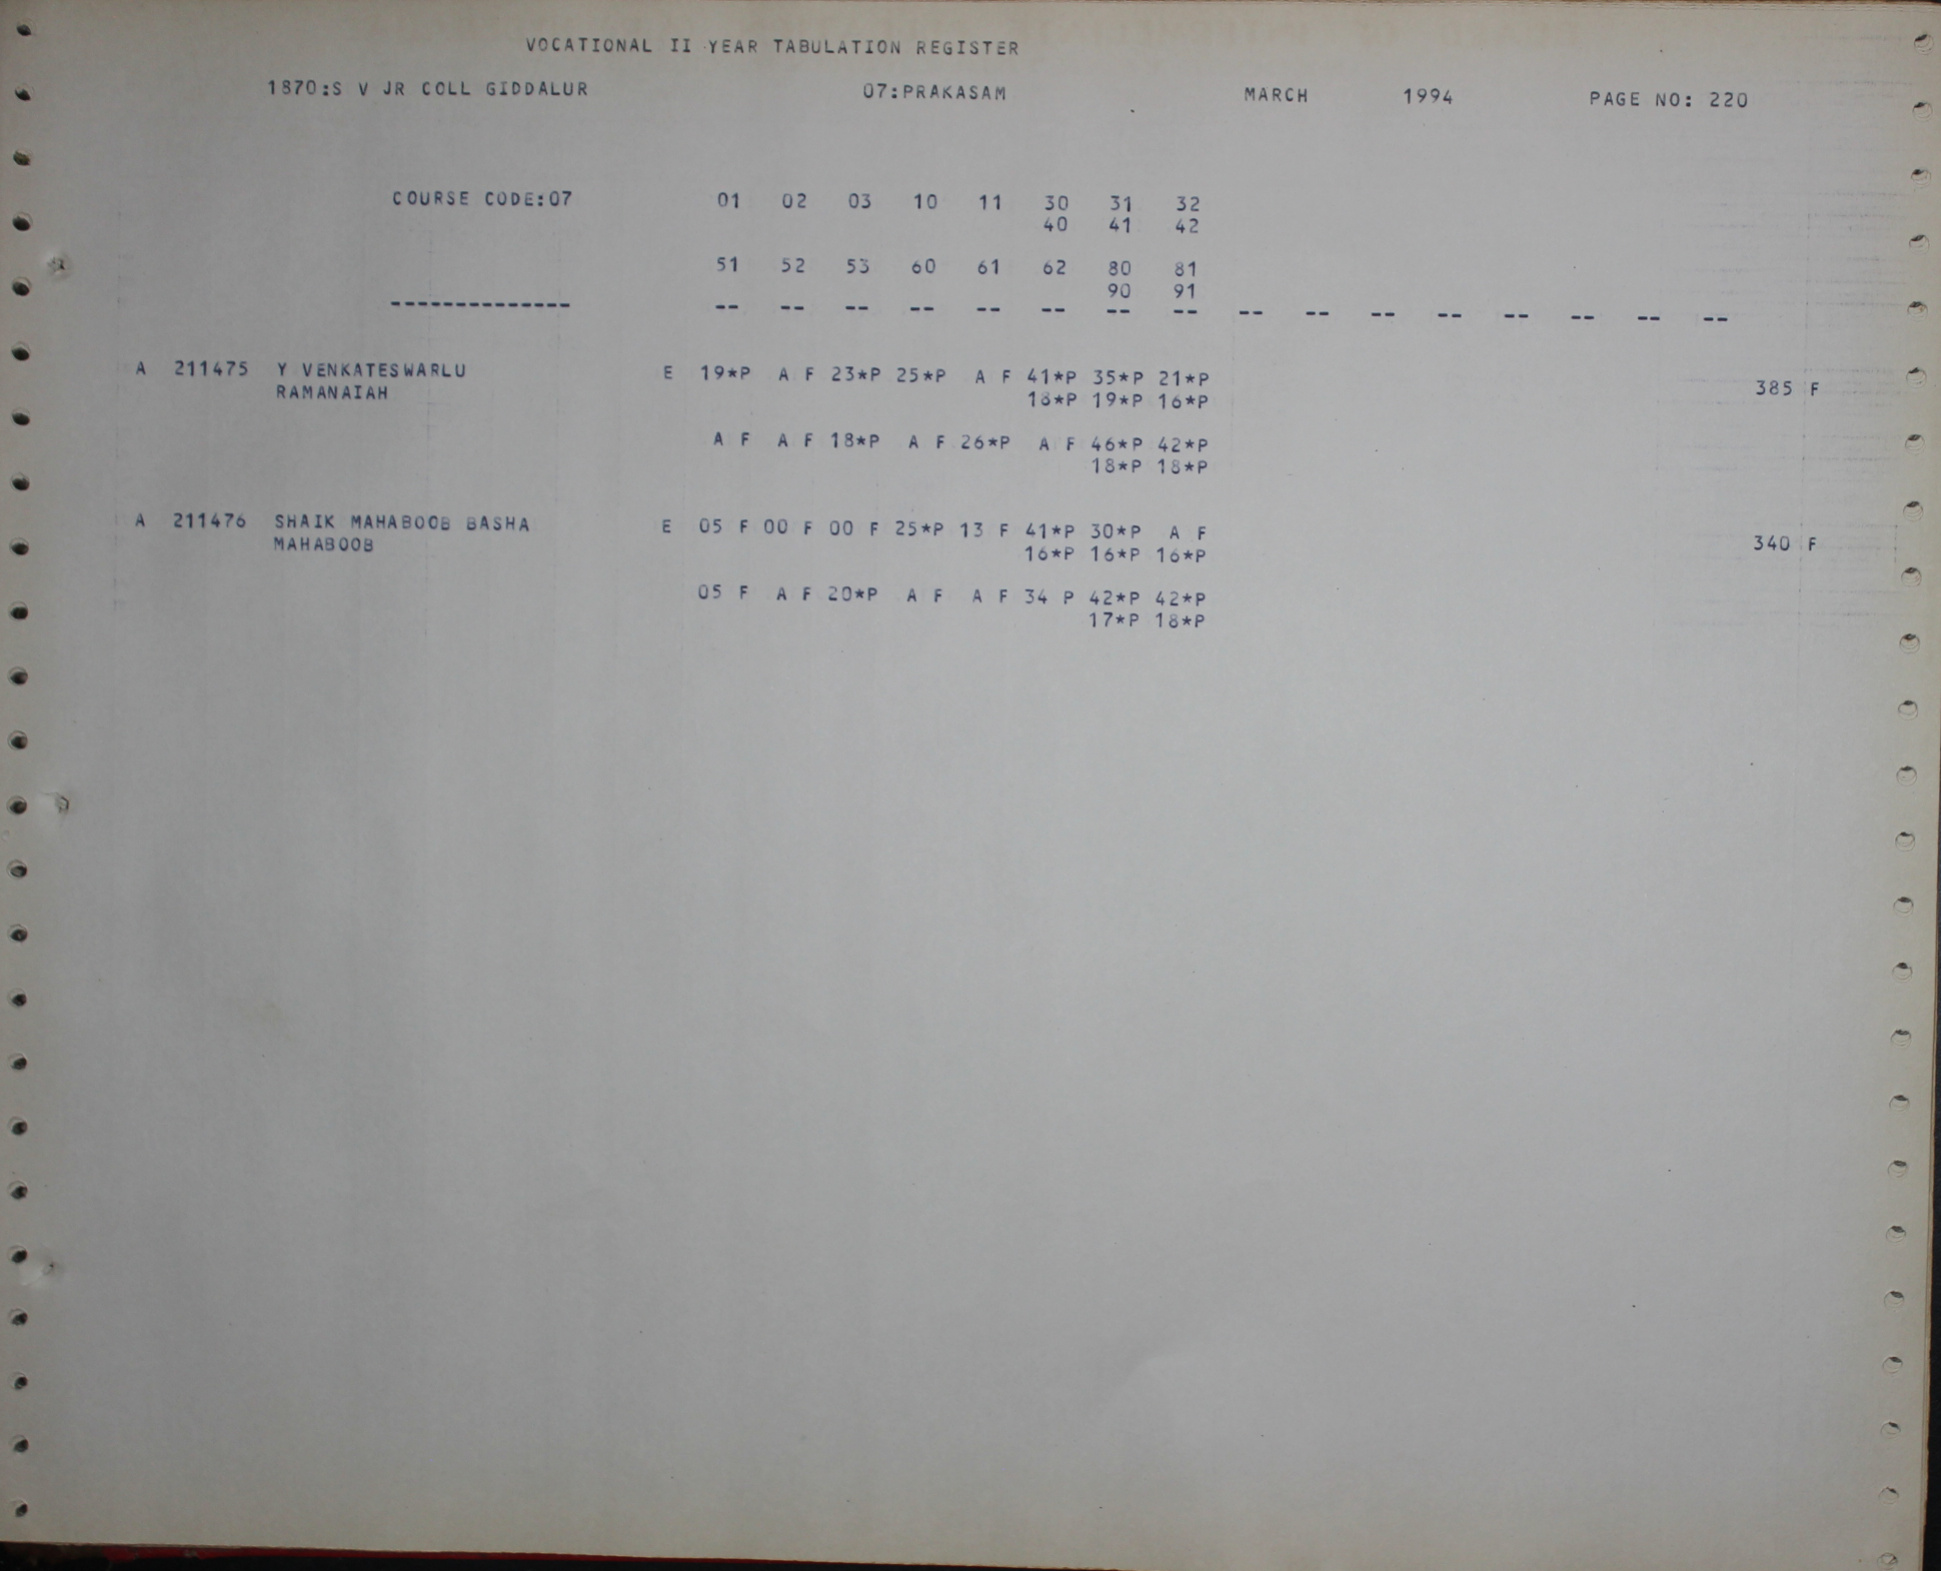 VOCATIONAL II YEAR TABULATION REGISTER
1870:S V JR COLL GIDDALUR 07:PRAKASAM MARCH 1994 PAGE NO: 220
COURSE CODE:07 01 02 03 10 11 30 31 32
40 41 42
51 52 53 60 61 62 80 81
90 91
-------------- -- -- -- -- -- -- -- -- -- -- -- -- -- -- -- --
A 211475 Y VENKATESWARLU E 19*P A F 23*P 25*P A F 41*P 35*P 21*P
RAMANAIAH 18*P 19*P 16*P 385 F
A F A F 18*P A F 26*P A F 46*P 42*P
18*P 18*P
A 211476 SHAIK MAHABOOB BASHA E 05 F 00 F 00 F 25*P 13 F 41*P 30*P A F
MAHABOOB 16*P 16*P 16*P 340 F
05 F A F 20*P A F A F 34 P 42*P 42*P
17*P 18*P